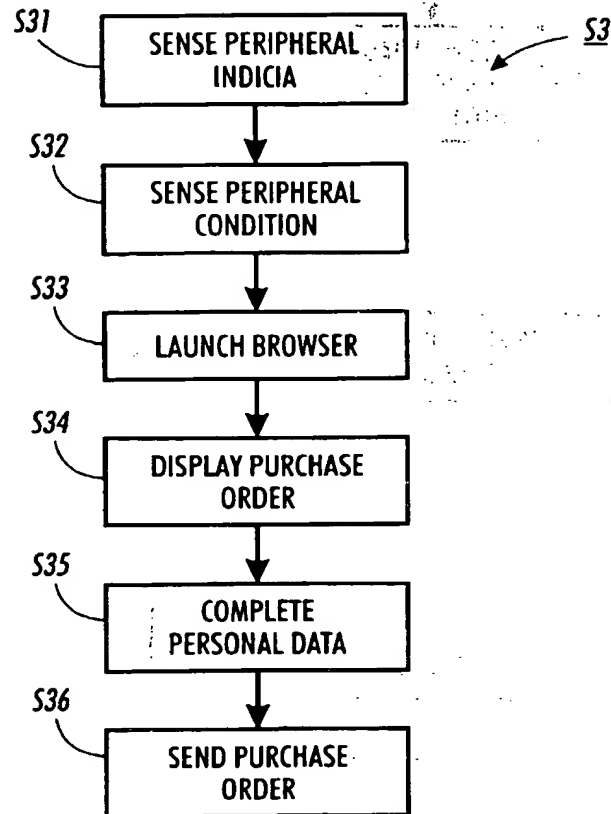 S31
S3
SENSE PERIPHERAL
INDICIA
S32
SENSE PERIPHERAL
CONDITION
S33
LAUNCH BROWSER
S34
DISPLAY PURCHASE
ORDER
S35
COMPLETE
PERSONAL DATA
S36
SEND PURCHASE
ORDER